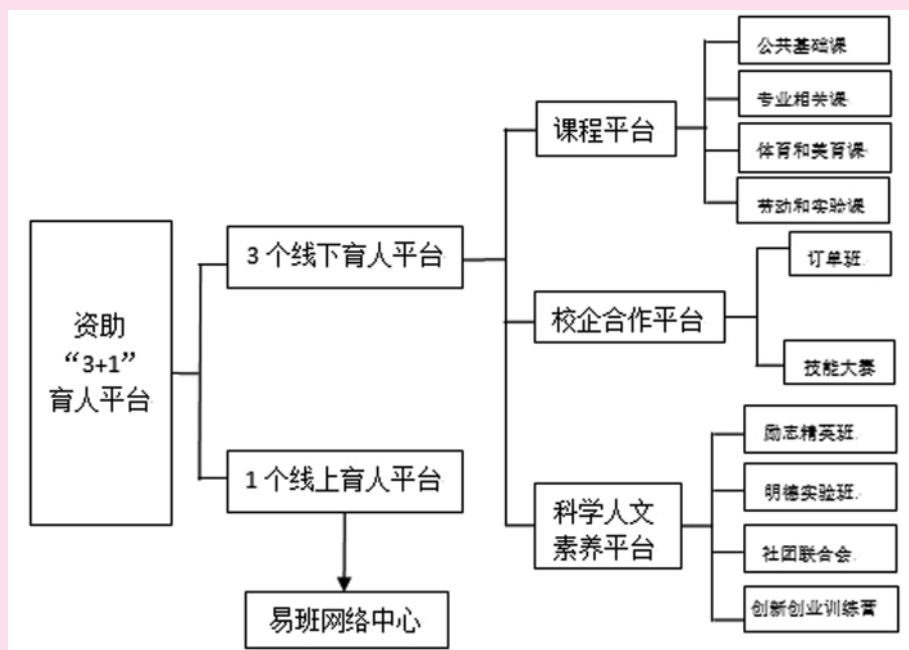 资助
“3+1”
育人平台
3 个线下育人平台
1 个线上育人平台
易班网络中心
课程平台
校企合作平台
科学人文
素养平台
公共基础课
专业相关课
体育和美育课
劳动和实验课
订单班
技能大赛
励志精英班
明德实验班
社团联合会
创新创业训练营